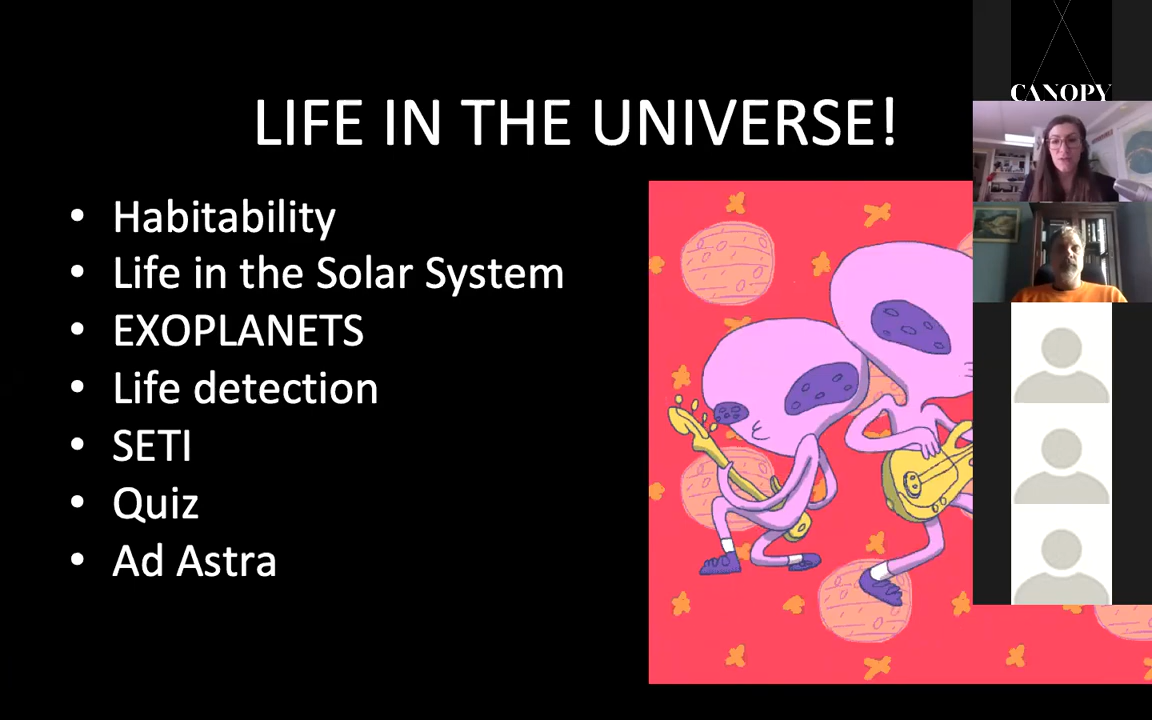 LIFE IN THE UNIVERSE!
• Habitability
• Life in the Solar System
• EXOPLANETS
• Life detection
• SETI
• Quiz
• Ad Astra
CANOPY